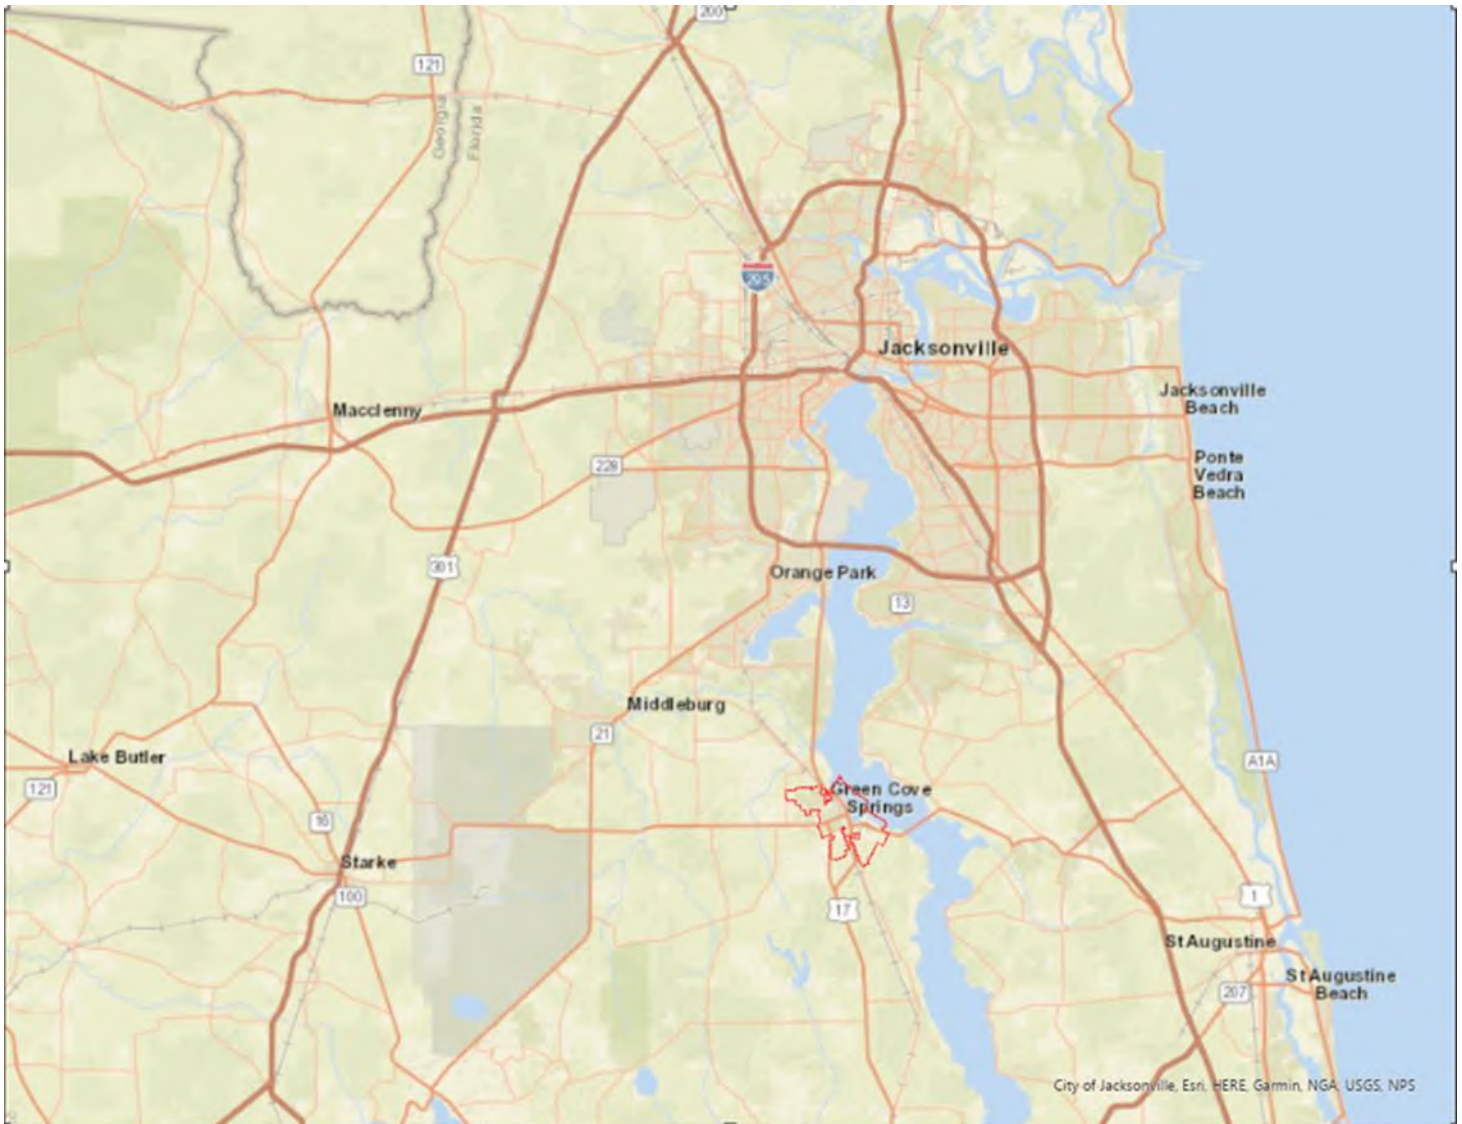 200
121
Georgia
Florida
295
Jacksonville
Jacksonville
Beach
Macclenny
Ponte
Vedra
Beach
228
301
Orange Park
13
Middleburg
21
Lake Butler
A1A
121
Green Cove
Springs
16
Starke
100
1
17
St Augustine
St Augustine
Beach
207
City of Jacksonville, Esri, HERE, Garmin, NGA, USGS, NPS